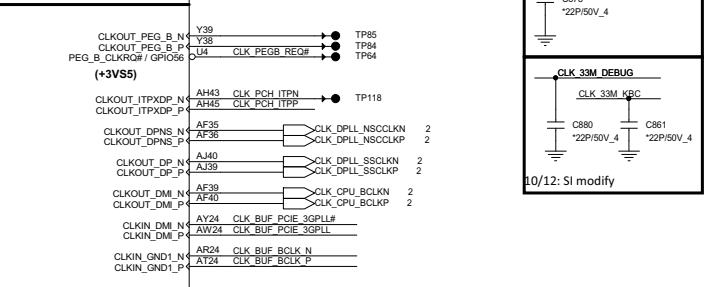 CLKOUT_PEG_B_N Y39 TP85
CLKOUT_PEG_B_P Y38 TP84
PEG_B_CLKRQ# / GPIO56 U4 CLK_PEGB_REQ# TP64
(+3VS5)
CLKOUT_ITPXDP_N AH43 CLK_PCH_ITPN TP118
CLKOUT_ITPXDP_P AH45 CLK_PCH_ITPP
CLKOUT_DPNS_N AF35 CLK_DPLL_NSCCLKN 2
CLKOUT_DPNS_P AF36 CLK_DPLL_NSCCLKP 2
CLKOUT_DP_N AJ40 CLK_DPLL_SSCLKN 2
CLKOUT_DP_P AJ39 CLK_DPLL_SSCLKP 2
CLKOUT_DMI_N AF39 CLK_CPU_BCLKN 2
CLKOUT_DMI_P AF40 CLK_CPU_BCLKP 2
CLKIN_DMI_N AY24 CLK_BUF_PCIE_3GPLL#
CLKIN_DMI_P AW24 CLK_BUF_PCIE_3GPLL
CLKIN_GND1_N AR24 CLK_BUF_BCLK_N
CLKIN_GND1_P AT24 CLK_BUF_BCLK_P
*22P/50V_4
CLK_33M_DEBUG
CLK_33M_KBC
C880 C861
*22P/50V_4 *22P/50V_4
10/12: SI modify